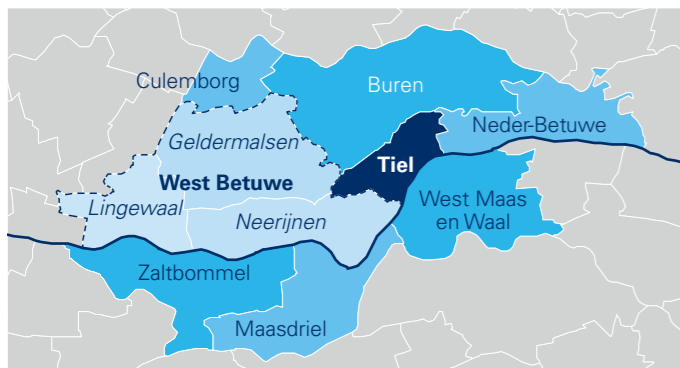 Culemborg
Buren
Geldermalsen
Neder-Betuwe
Tiel
West Betuwe
Lingewaal
Neerijnen
West Maas
en Waal
Zaltbommel
Maasdriel